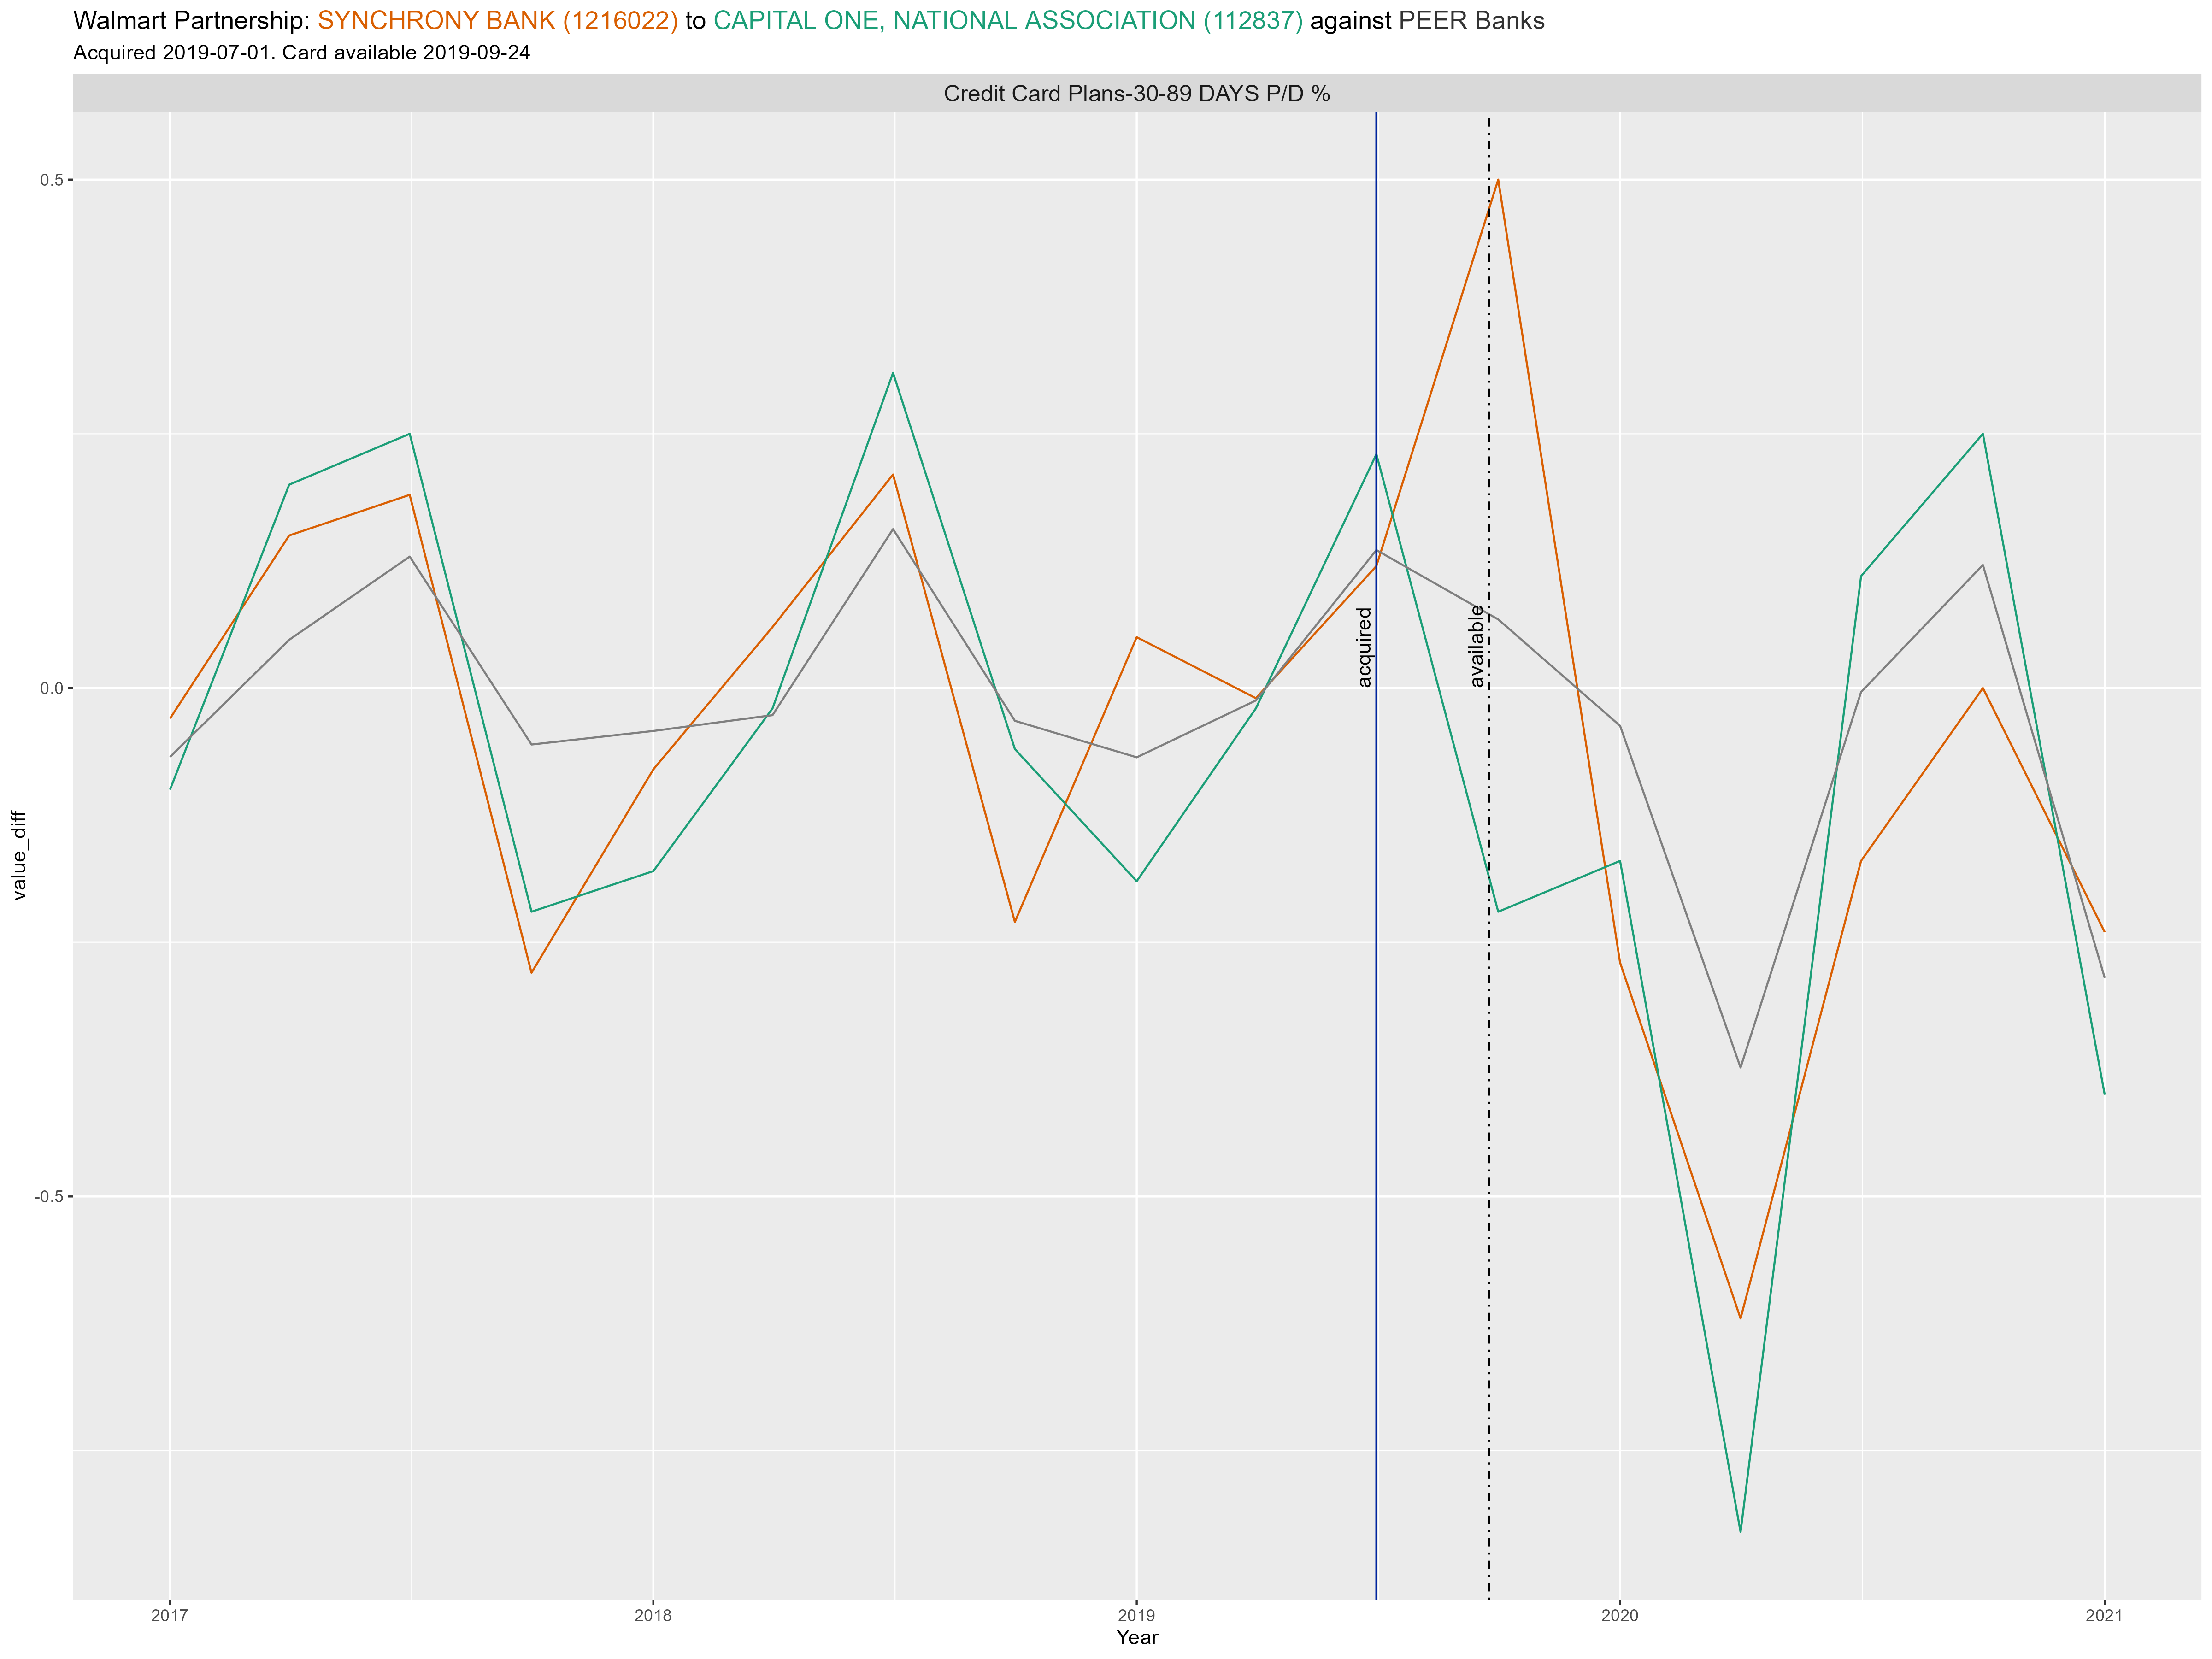 Walmart Partnership: SYNCHRONY BANK (1216022) to CAPITAL ONE, NATIONAL ASSOCIATION (112837) against PEER Banks
Acquired 2019-07-01. Card available 2019-09-24
Credit Card Plans-30-89 DAYS P/D %
0.5
0.0
-0.5
value_diff
acquired
available
2017
2018
2019
2020
2021
Year